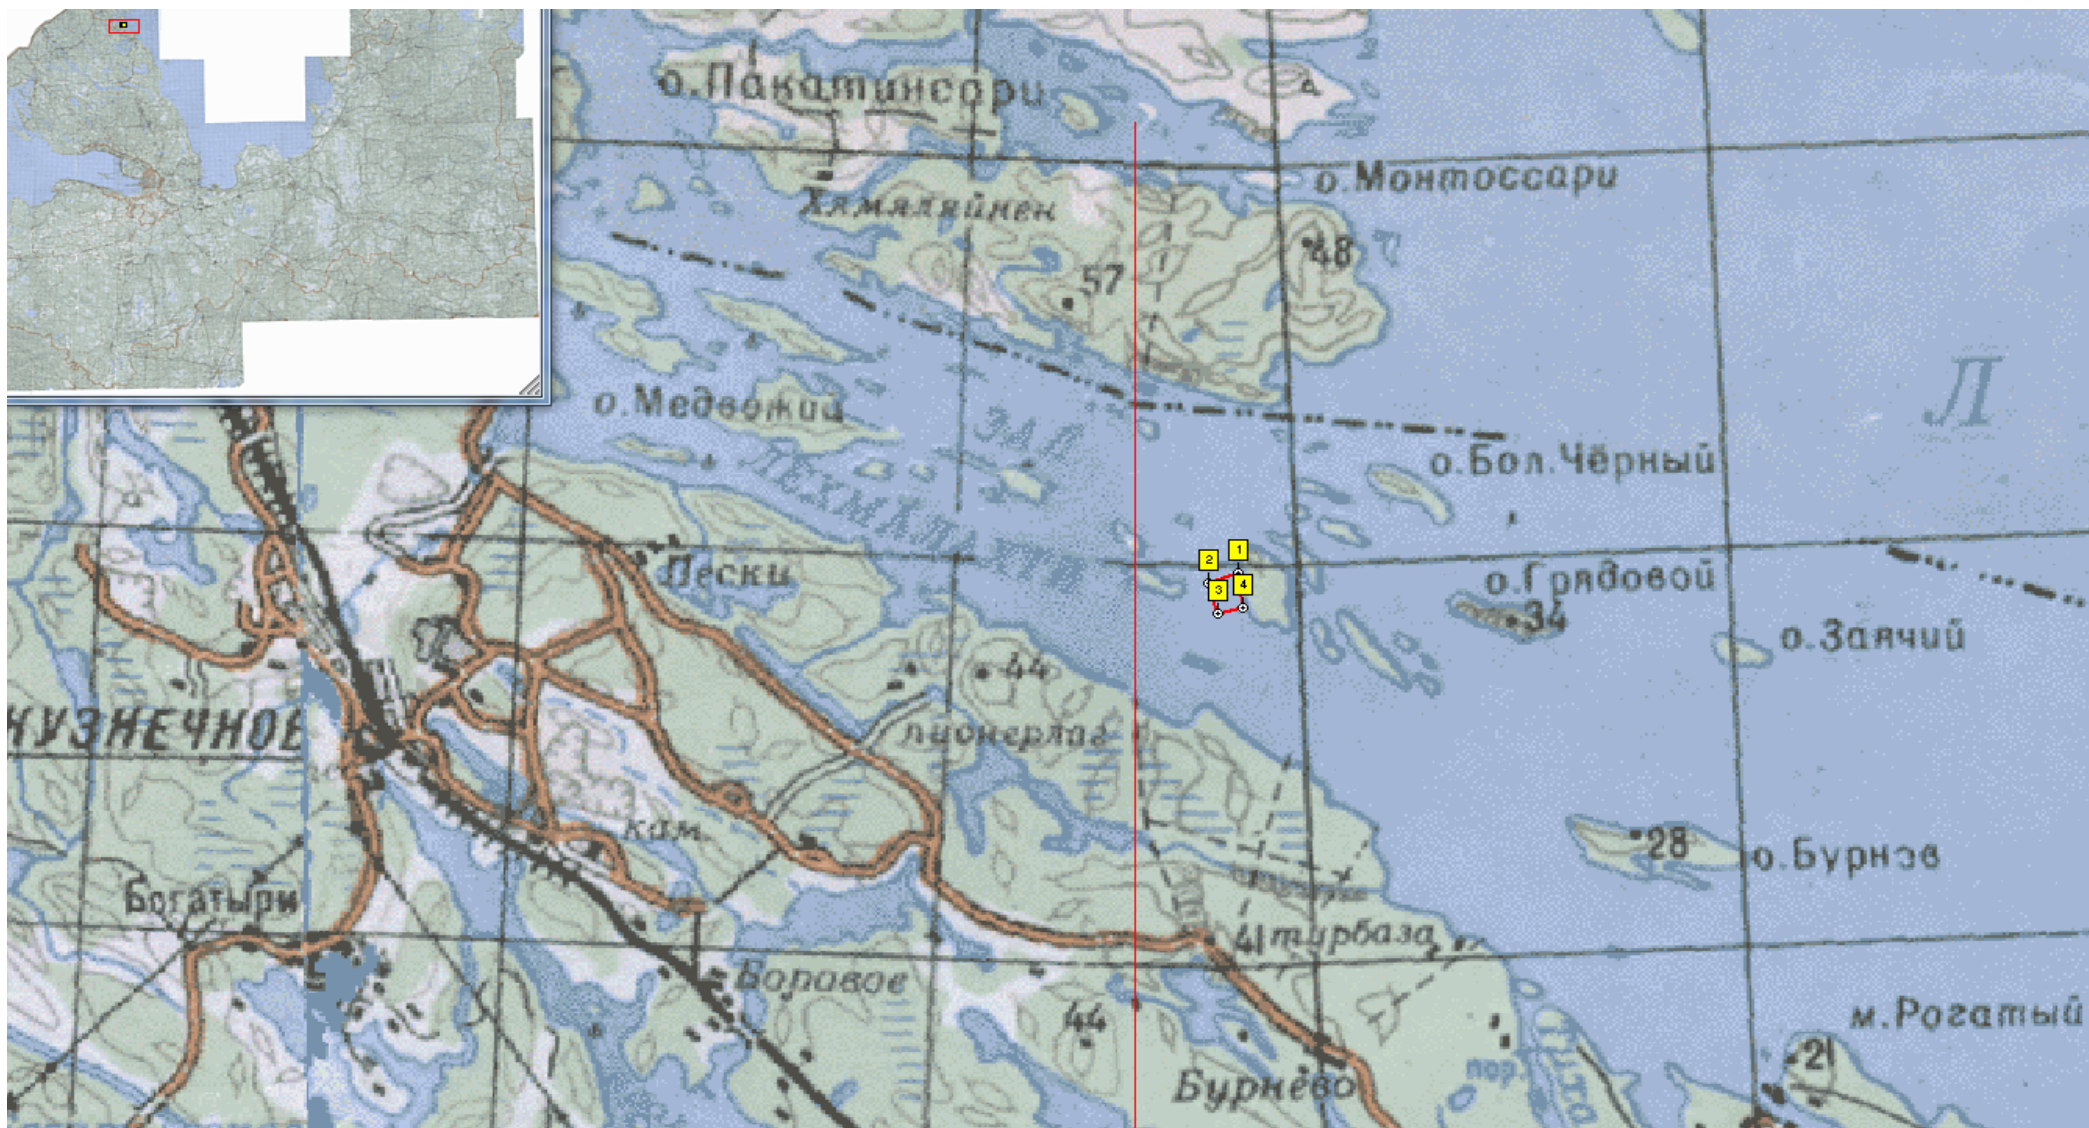 о.Пакатинсари
о.Монтоссари
Хямяляйнен
48
57
Л
о.Медвежий
ЗАЛ.
ЛЕХМАЛАХТИ
о.Бол.Чёрный
1
2
Пески
3
4
о.Грядовой
34
о.Заячий
44
КУЗНЕЧНОЕ
пионерлаг
кам.
28
о.Бурнев
Богатыри
41
турбаза
Боровое
м.Рогатый
44
21
Бурнёво
пор.